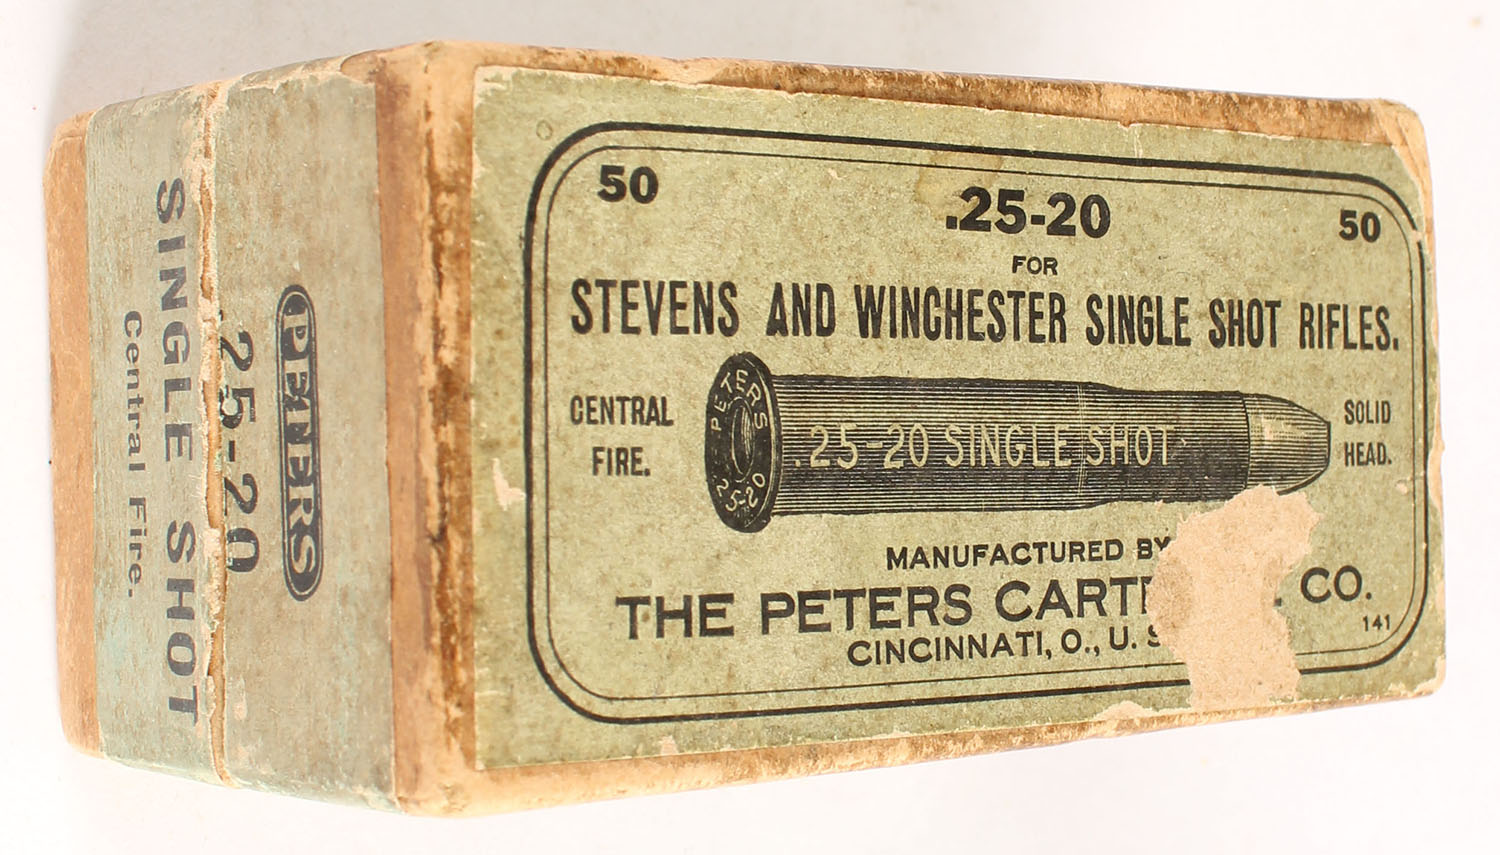 50 .25-20 50
FOR
STEVENS AND WINCHESTER SINGLE SHOT RIFLES.
CENTRAL
FIRE.
PETERS
25-20
.25-20 SINGLE SHOT
SOLID
HEAD.
MANUFACTURED BY
THE PETERS CO.
CINCINNATI, O., U. S
141
PETERS
25-20
SINGLE SHOT
Central Fire.